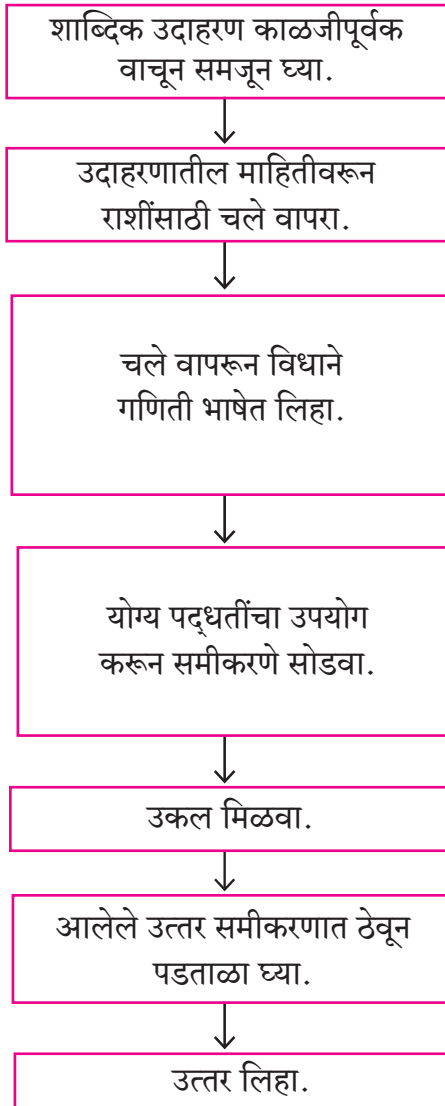 शाब्दिक उदाहरण काळजीपूर्वक
वाचून समजून घ्या.
उदाहरणातील माहितीवरून
राशींसाठी चले वापरा.
चले वापरून विधाने
गणिती भाषेत लिहा.
योग्य पद्धतींचा उपयोग
करून समीकरणे सोडवा.
उकल मिळवा.
आलेले उत्तर समीकरणात ठेवून
पडताळा घ्या.
उत्तर लिहा.